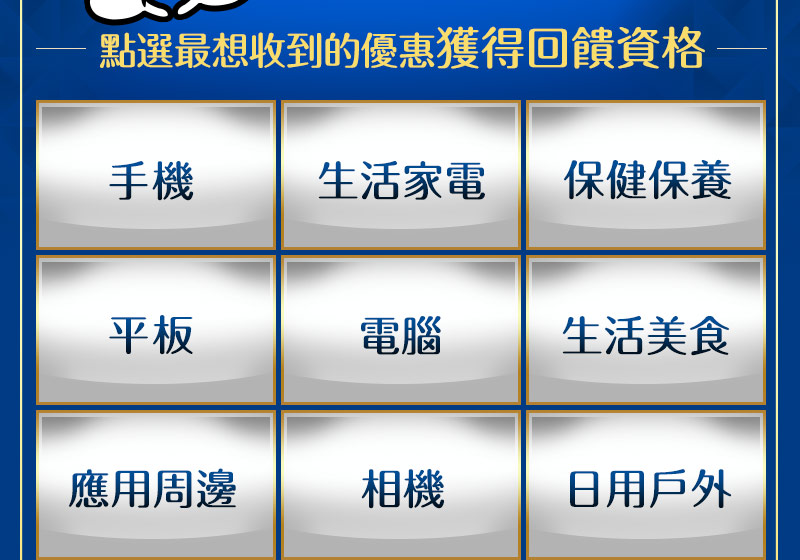 點選最想收到的優惠獲得回饋資格
手機
生活家電
保健保養
平板
電腦
生活美食
應用周邊
相機
日用戶外